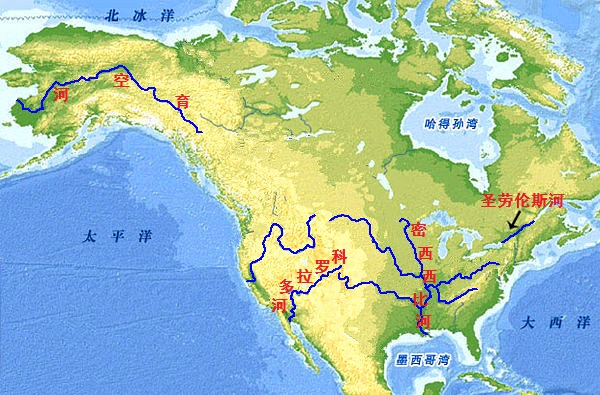 北冰洋
育空河
哈得孙湾
圣劳伦斯河
太平洋
密西西比河
科罗拉多河
大西洋
墨西哥湾